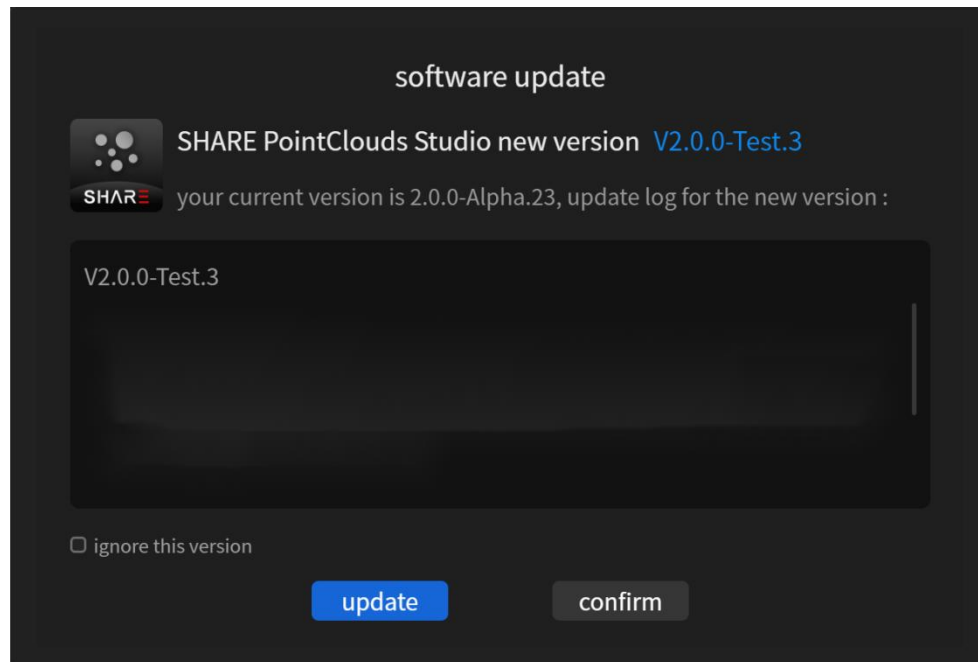 software update
SHARE PointClouds Studio new version V2.0.0-Test.3
SHARE
your current version is 2.0.0-Alpha.23, update log for the new version :
V2.0.0-Test.3
ignore this version
update
confirm